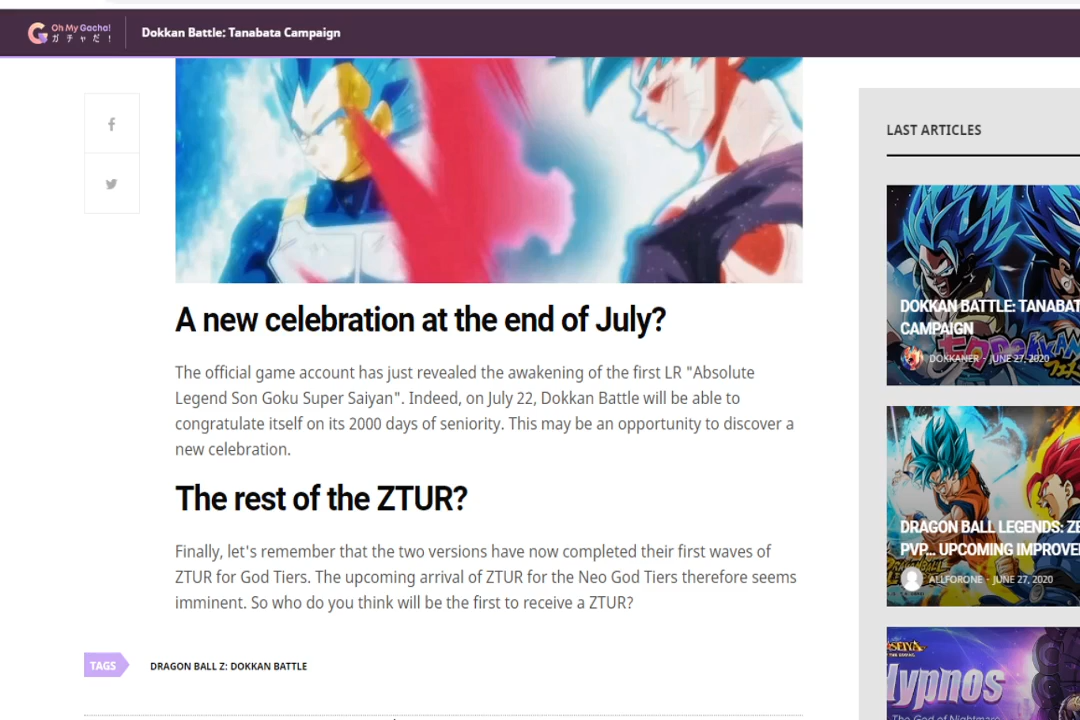 Oh My Gacha!
ガチャだ!
Dokkan Battle: Tanabata Campaign
LAST ARTICLES
A new celebration at the end of July?
The official game account has just revealed the awakening of the first LR "Absolute
Legend Son Goku Super Saiyan". Indeed, on July 22, Dokkan Battle will be able to
congratulate itself on its 2000 days of seniority. This may be an opportunity to discover a
new celebration.
The rest of the ZTUR?
Finally, let's remember that the two versions have now completed their first waves of
ZTUR for God Tiers. The upcoming arrival of ZTUR for the Neo God Tiers therefore seems
imminent. So who do you think will be the first to receive a ZTUR?
TAGS
DRAGON BALL Z: DOKKAN BATTLE
DOKKAN BATTLE: TANABAT
CAMPAIGN
DOKKANER - JUNE 27, 2020
DRAGON BALL LEGENDS: ZE
PVP... UPCOMING IMPROVE
ALLFORONE - JUNE 27, 2020
Hypnos
The God of Nightmare